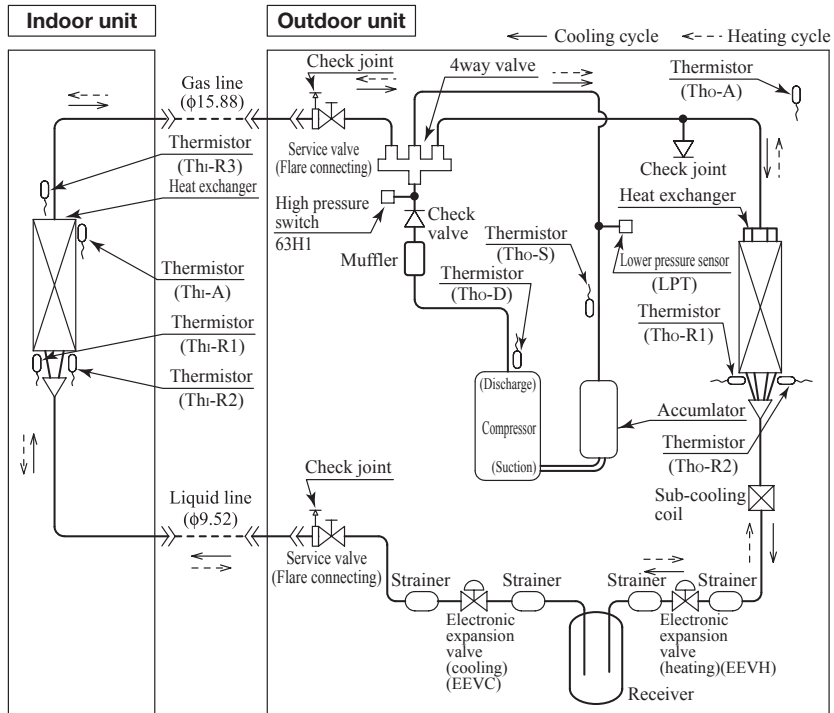 Indoor unit
Outdoor unit
Cooling cycle
Heating cycle
Check joint
4way valve
Thermistor
(ThO-A)
Gas line
(ϕ15.88)
Service valve
(Flare connecting)
Check joint
Thermistor
(ThI-R3)
Heat exchanger
High pressure
switch
63H1
Check
valve
Heat exchanger
Thermistor
(ThO-S)
Muffler
Lower pressure sensor
(LPT)
Thermistor
(ThI-A)
Thermistor
(ThO-D)
Thermistor
(ThO-R1)
Thermistor
(ThI-R1)
Thermistor
(ThI-R2)
(Discharge)
Compressor
(Suction)
Accumlator
Thermistor
(ThO-R2)
Check joint
Liquid line
(ϕ9.52)
Sub-cooling
coil
Service valve
(Flare connecting)
Strainer
Strainer
Strainer
Strainer
Electronic
expansion
valve
(cooling)
(EEVC)
Electronic
expansion
valve
(heating)(EEVH)
Receiver